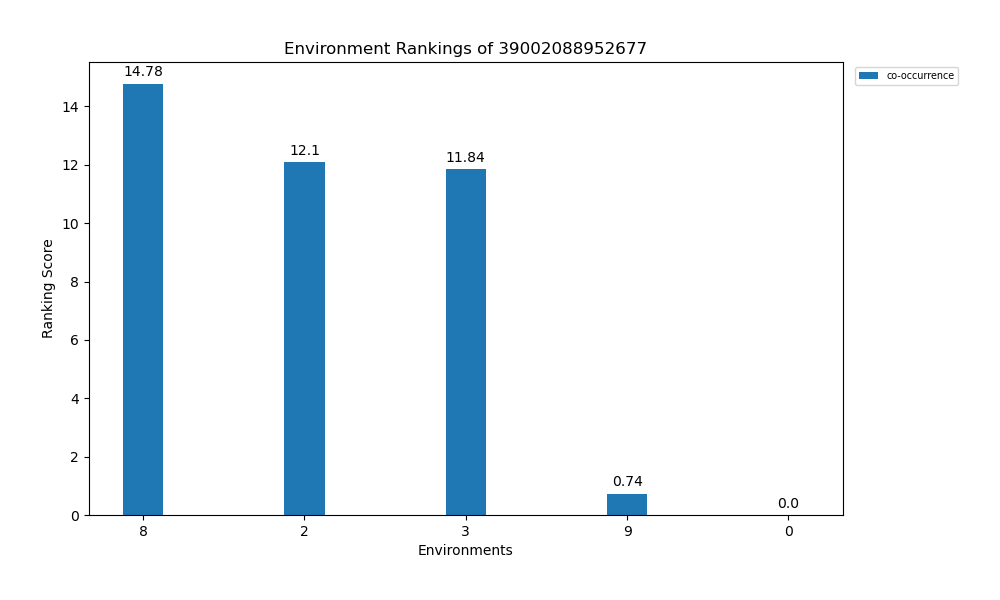 Environment Rankings of 39002088952677
co-occurrence
14.78
12.1
11.84
0.74
0.0
Ranking Score
14
12
10
8
6
4
2
0
8 2 3 9 0
Environments